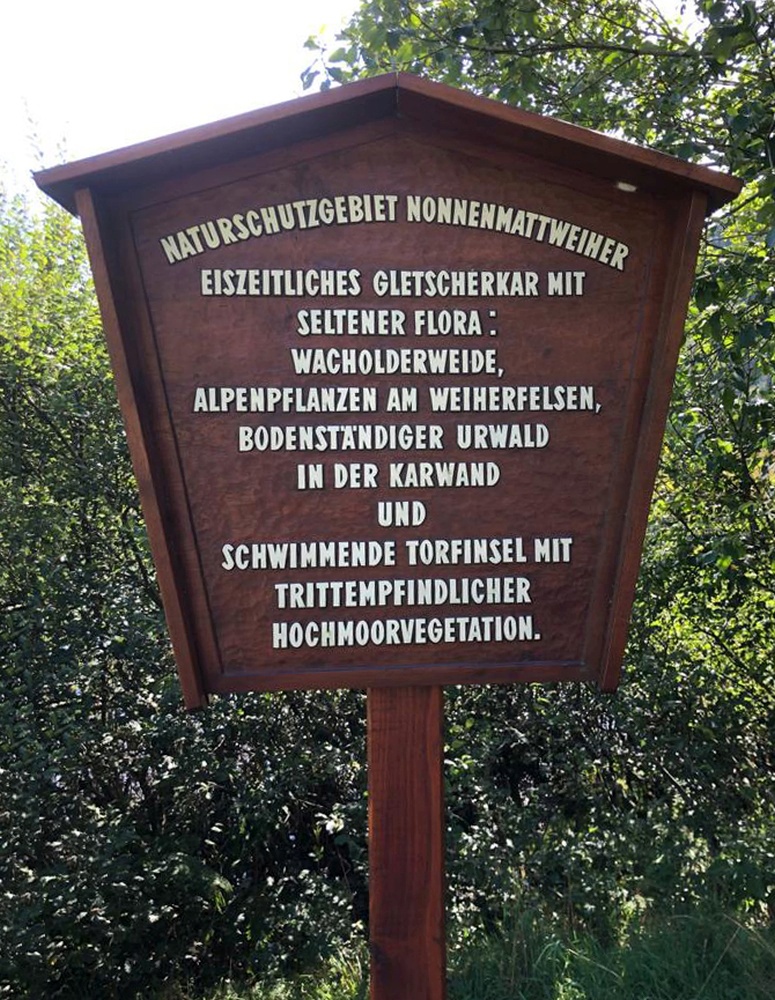 NATURSCHUTZGEBIET NONNENMATTWEIHER
EISZEITLICHES GLETSCHERKAR MIT
SELTENER FLORA:
WACHOLDERWEIDE,
ALPENPFLANZEN AM WEIHERFELSEN,
BODENSTÄNDIGER URWALD
IN DER KARWAND
UND
SCHWIMMENDE TORFINSEL MIT
TRITTEMPFINDLICHER
HOCHMOORVEGETATION.